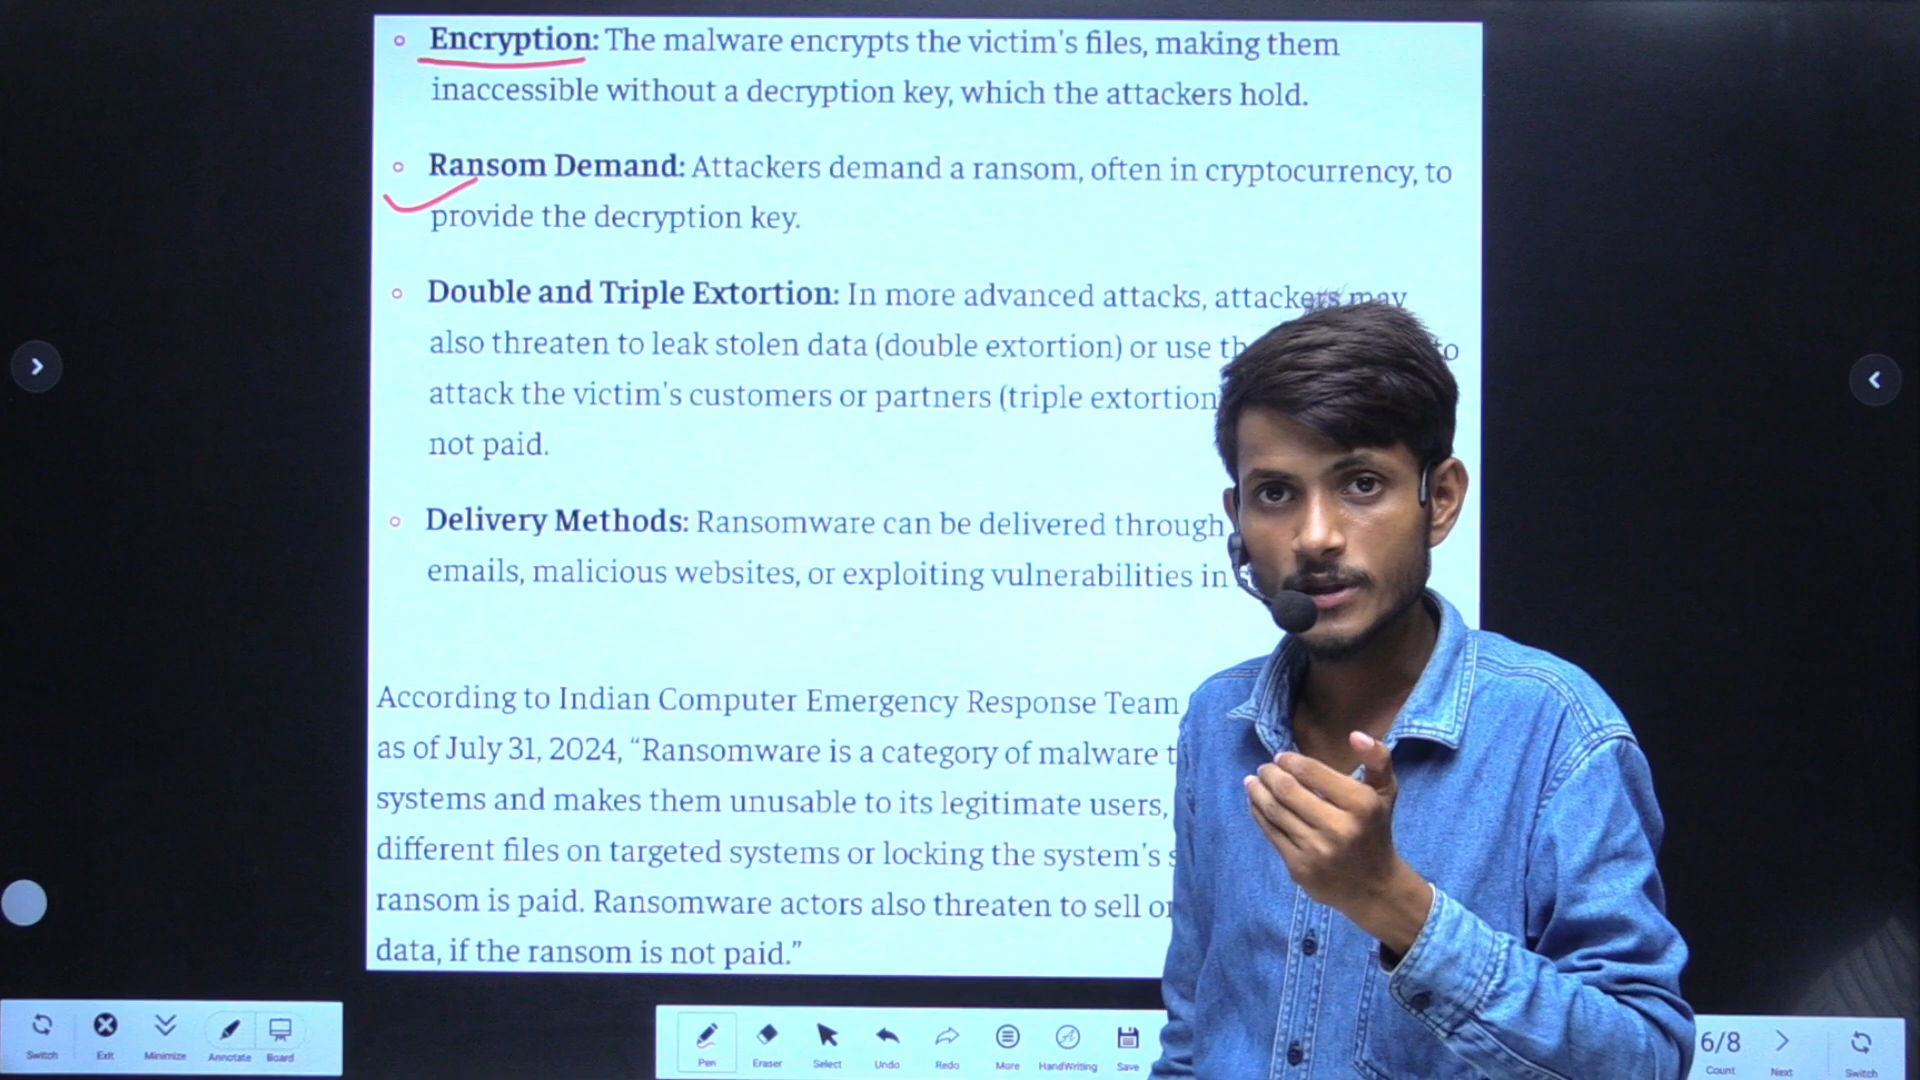 Encryption: The malware encrypts the victim's files, making them
inaccessible without a decryption key, which the attackers hold.
Ransom Demand: Attackers demand a ransom, often in cryptocurrency, to
provide the decryption key.
Double and Triple Extortion: In more advanced attacks, attackers may
also threaten to leak stolen data (double extortion) or use to
attack the victim's customers or partners (triple extortion
not paid.
Delivery Methods: Ransomware can be delivered through
emails, malicious websites, or exploiting vulnerabilities in
According to Indian Computer Emergency Response Team
as of July 31, 2024, “Ransomware is a category of malware
systems and makes them unusable to its legitimate users,
different files on targeted systems or locking the system's
ransom is paid. Ransomware actors also threaten to sell
data, if the ransom is not paid.”
Switch Exit Minimize Annotate Board
Pen Eraser Select Undo Redo More HandWriting Save
6/8
Count Next Switch